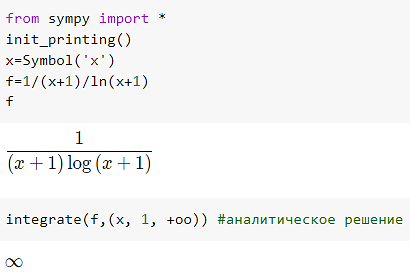 from sympy import *
init_printing()
x=Symbol('x')
f=1/(x+1)/ln(x+1)
f
1
(x + 1) log (x + 1)
integrate(f,(x, 1, +oo)) #аналитическое решение
∞